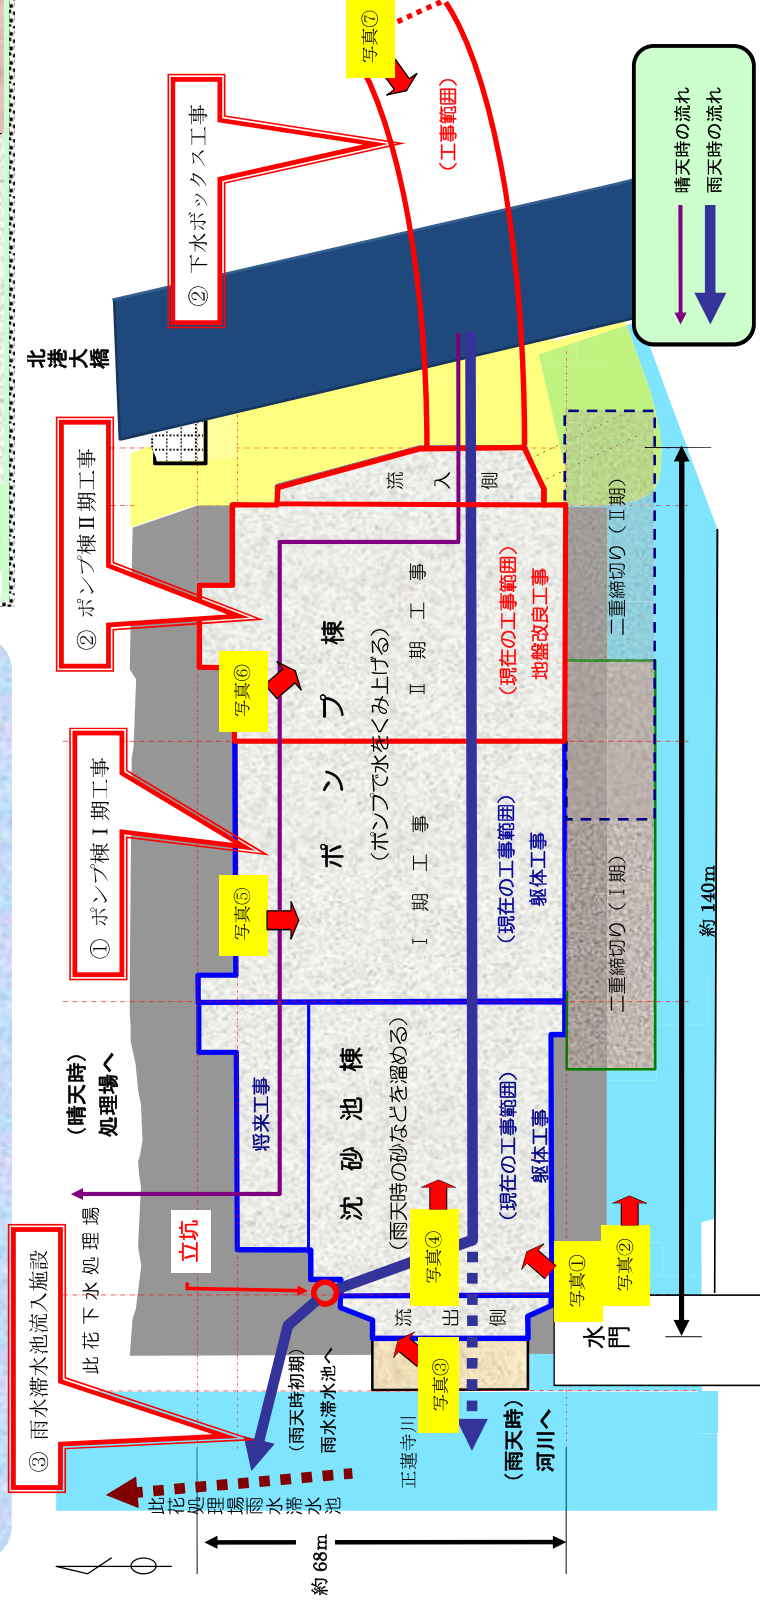 写真⑦
(工事範囲)
② 下水ボックス工事
晴天時の流れ
雨天時の流れ
北港大橋
② ポンプ棟Ⅱ期工事
流入側
二重締切り（Ⅱ期）
写真⑥
ポンプ棟
(ポンプで水をくみ上げる)
Ⅱ期工事
(現在の工事範囲)
地盤改良工事
① ポンプ棟Ⅰ期工事
写真⑤
Ⅰ期工事
(現在の工事範囲)
躯体工事
二重締切り（Ⅰ期）
約 140m
(晴天時)
処理場へ
将来工事
沈砂池棟
(雨天時の砂などを溜める)
(現在の工事範囲)
躯体工事
此花下水処理場
立坑
写真④
写真①
写真②
流出側
水門
③ 雨水滞水池流入施設
(雨天時初期)
雨水滞水池へ
写真③
正蓮寺川
(雨天時)
河川へ
此花処理場雨水滞水池
約 68m